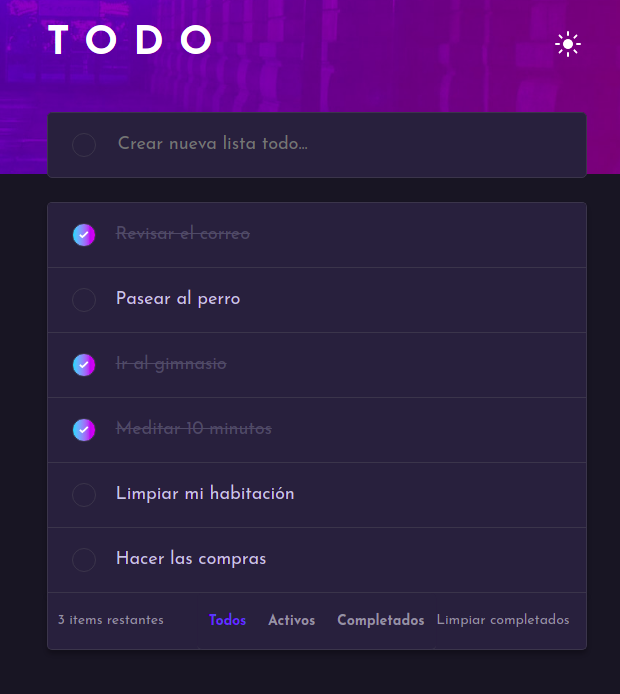 TODO
Crear nueva lista todo...
Revisar el correo
Pasear al perro
Ir al gimnasio
Meditar 10 minutos
Limpiar mi habitación
Hacer las compras
3 items restantes Todos Activos Completados Limpiar completados